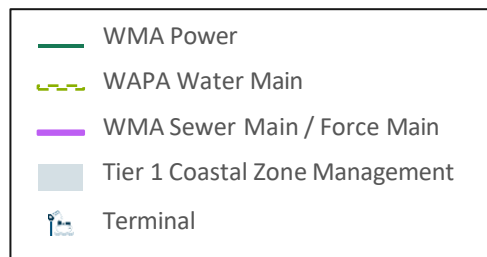 WMA Power
WAPA Water Main
WMA Sewer Main / Force Main
Tier 1 Coastal Zone Management
Terminal